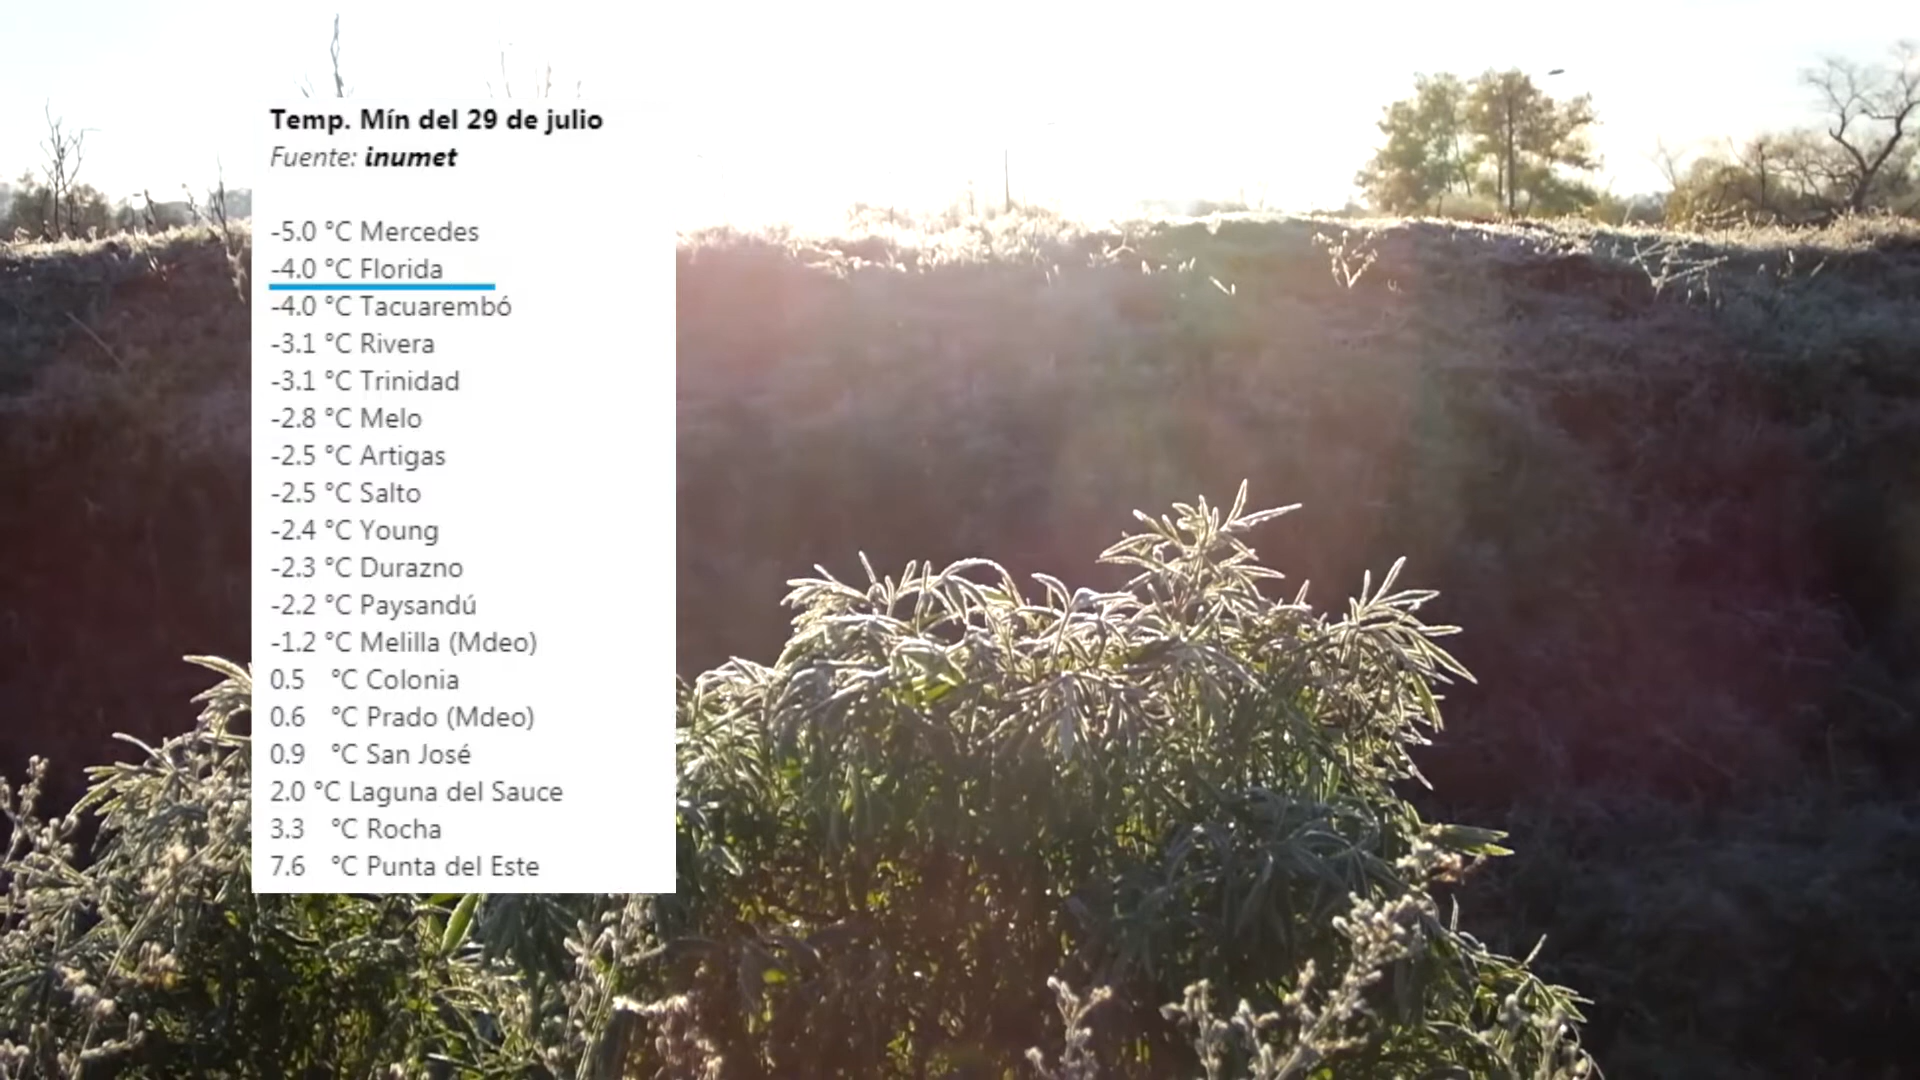 Temp. Mín del 29 de julio
Fuente: inumet
-5.0 °C Mercedes
-4.0 °C Florida
-4.0 °C Tacuarembó
-3.1 °C Rivera
-3.1 °C Trinidad
-2.8 °C Melo
-2.5 °C Artigas
-2.5 °C Salto
-2.4 °C Young
-2.3 °C Durazno
-2.2 °C Paysandú
-1.2 °C Melilla (Mdeo)
0.5 °C Colonia
0.6 °C Prado (Mdeo)
0.9 °C San José
2.0 °C Laguna del Sauce
3.3 °C Rocha
7.6 °C Punta del Este